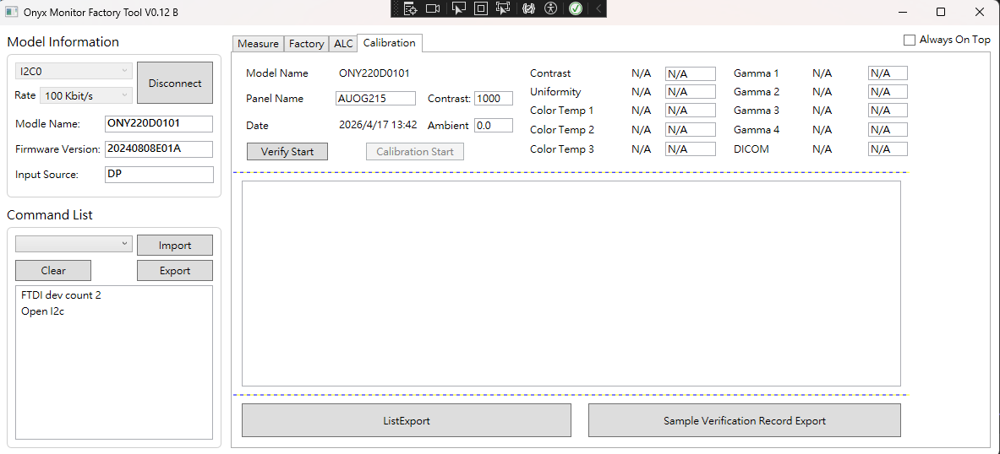 Onyx Monitor Factory Tool V0.12 B
Model Information
I2C0
Disconnect
Rate 100 Kbit/s
Modle Name: ONY220D0101
Firmware Version: 20240808E01A
Input Source: DP
Command List
Import
Clear
Export
FTDI dev count 2
Open I2c
Measure Factory ALC Calibration
Always On Top
Model Name ONY220D0101
Panel Name AUOG215 Contrast: 1000
Date 2026/4/17 13:42 Ambient 0.0
Verify Start Calibration Start
Contrast N/A N/A
Uniformity N/A N/A
Color Temp 1 N/A N/A
Color Temp 2 N/A N/A
Color Temp 3 N/A N/A
Gamma 1 N/A N/A
Gamma 2 N/A N/A
Gamma 3 N/A N/A
Gamma 4 N/A N/A
DICOM N/A N/A
ListExport
Sample Verification Record Export